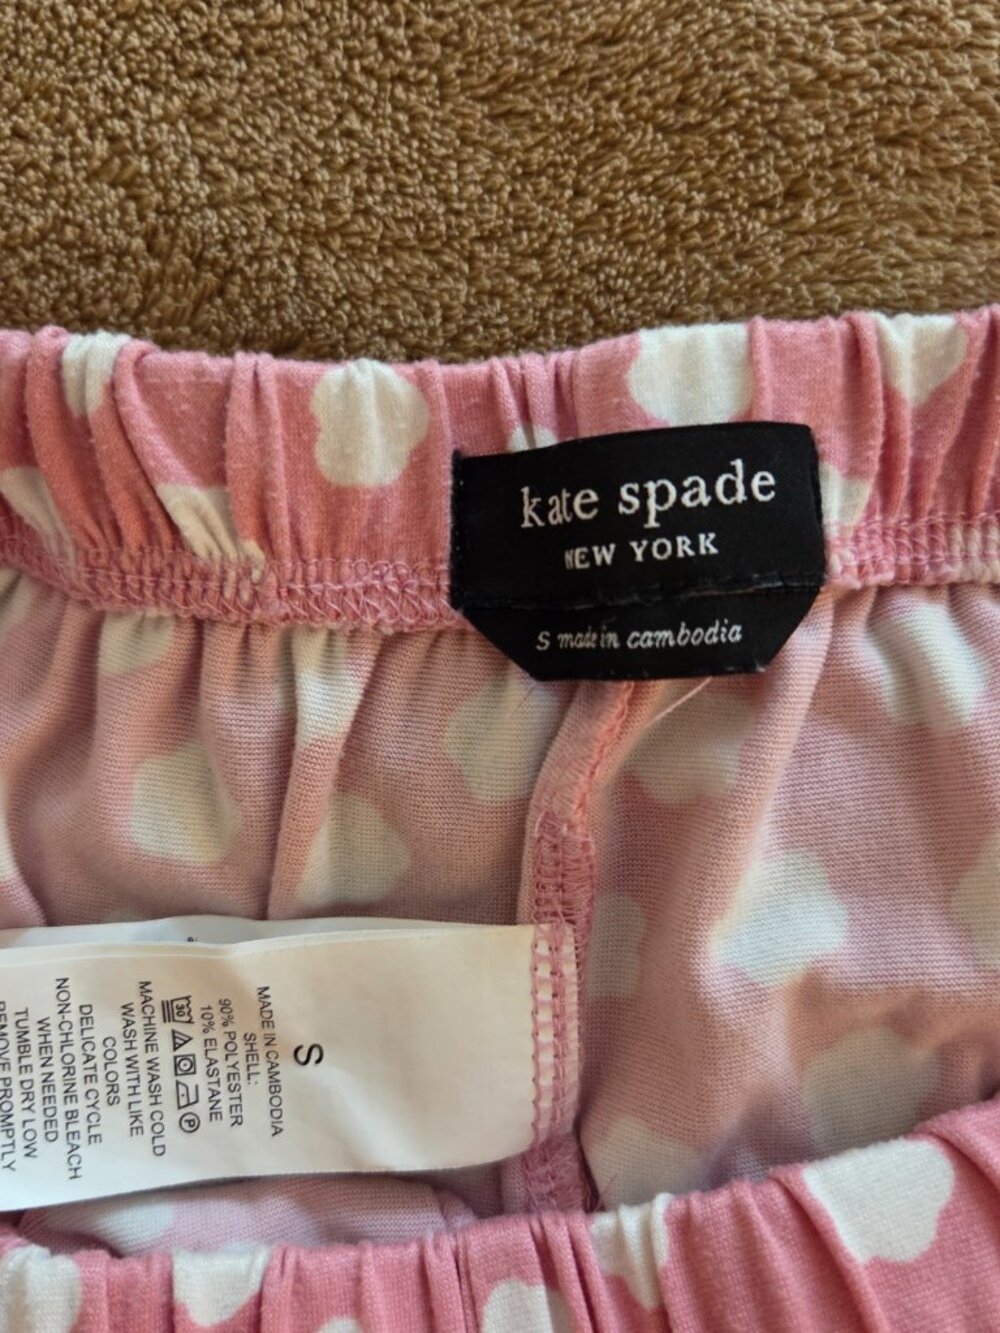 kate spade
NEW YORK
S made in cambodia
S
MADE IN CAMBODIA
SHELL:
90% POLYESTER
10% ELASTANE
30
P
MACHINE WASH COLD
WASH WITH LIKE
COLORS
DELICATE CYCLE
NON-CHLORINE BLEACH
WHEN NEEDED
TUMBLE DRY LOW
REMOVE PROMPTLY